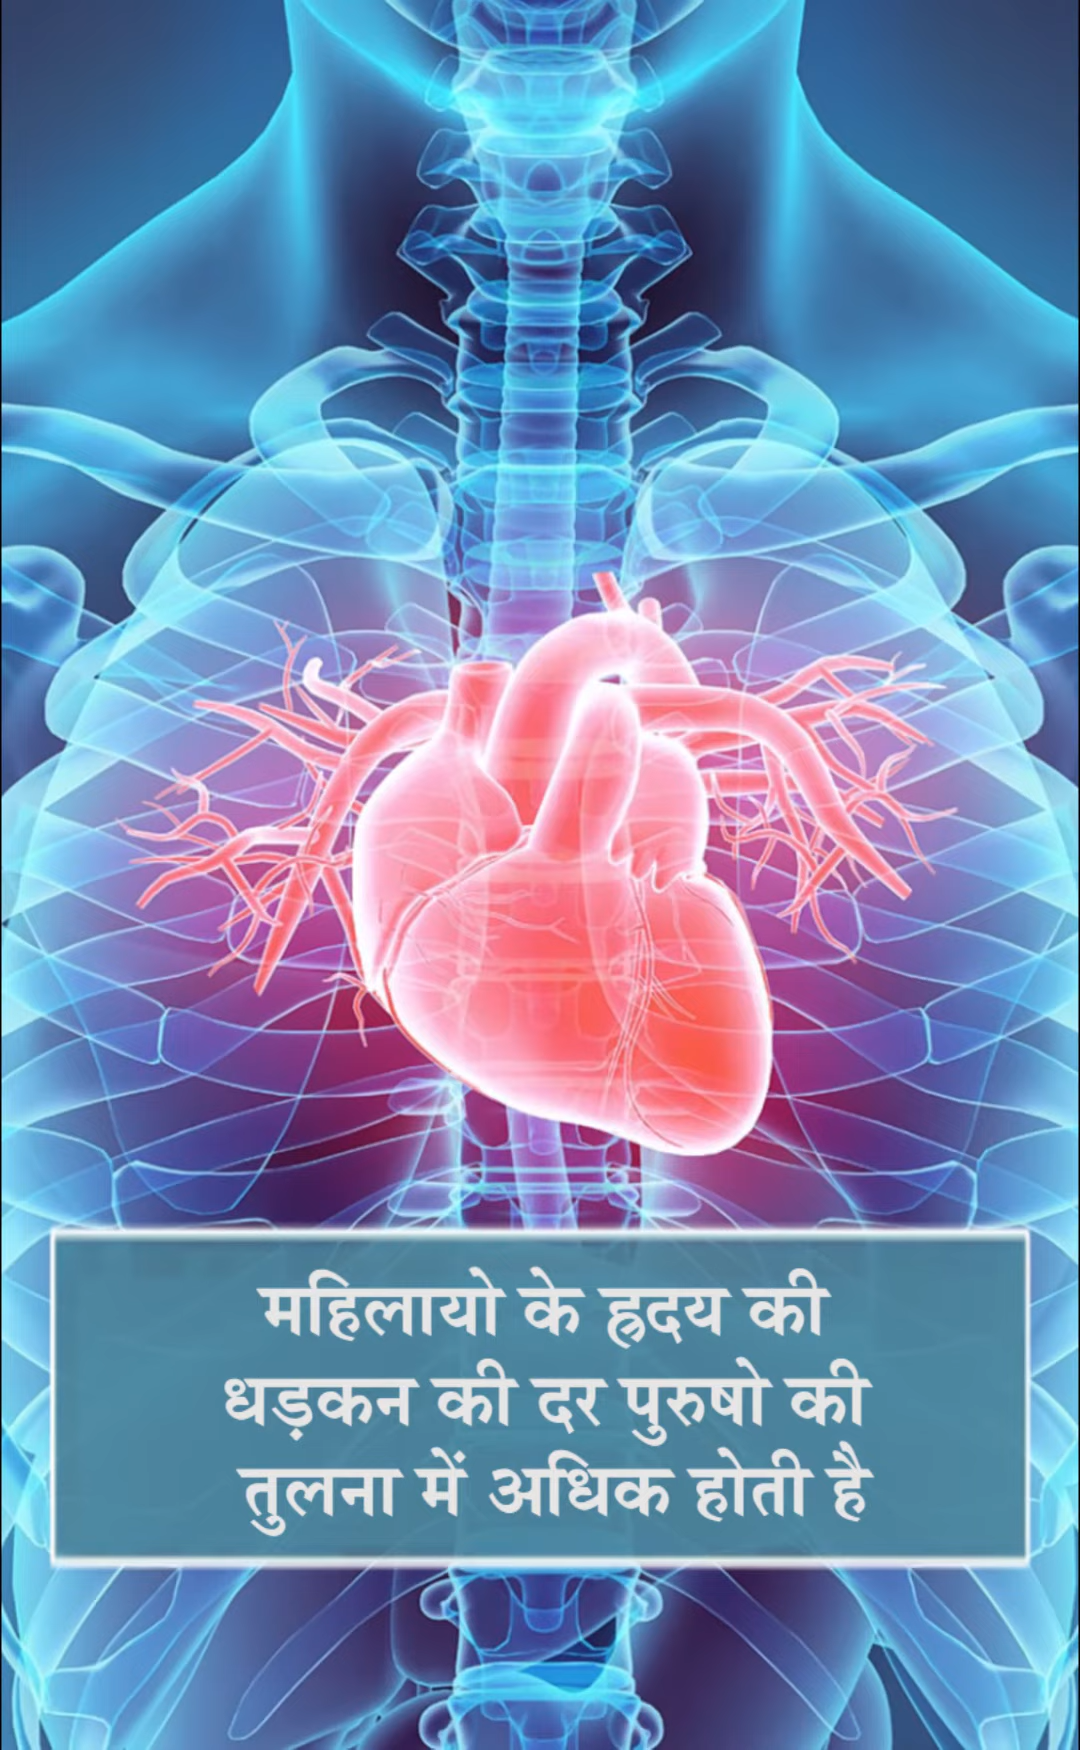 महिलायो के ह्रदय की
धड़कन की दर पुरुषो की
तुलना में अधिक होती है